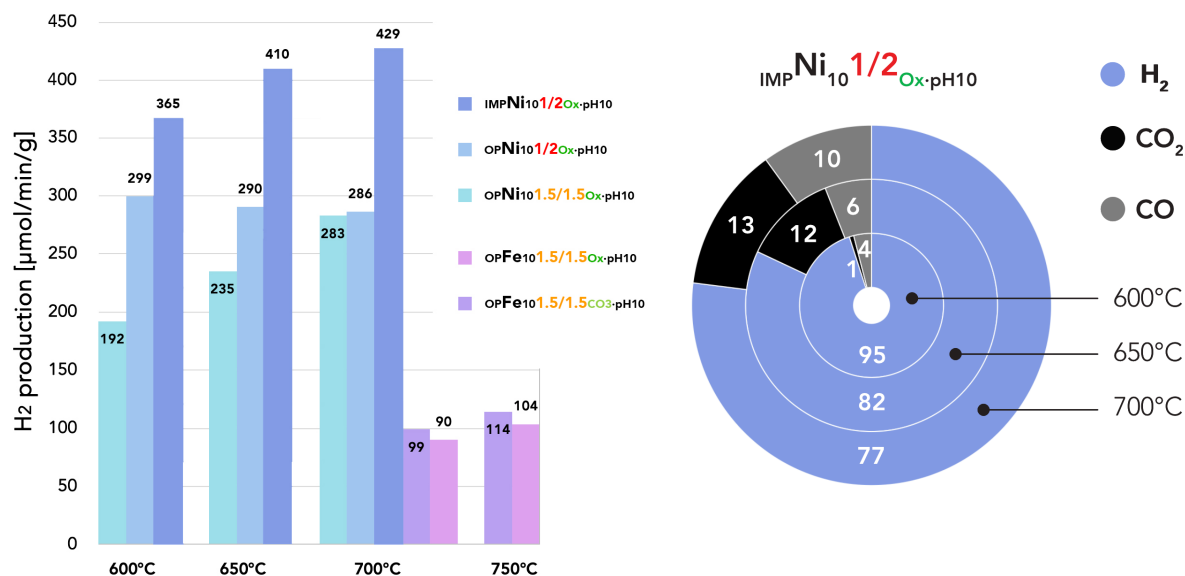 H2 production [µmol/min/g]
450
400
350
300
250
200
150
100
50
0
192
299
365
235
290
410
283
286
429
99
90
114
104
600°C
650°C
700°C
750°C
IMPNi101/2Ox·pH10
OPNi101/2Ox·pH10
OPNi101.5/1.5Ox·pH10
OPFe101.5/1.5Ox·pH10
OPFe101.5/1.5CO3·pH10
IMPNi₁₀1/2Ox·pH10
10
13
6
12
4
1
95
82
77
H₂
CO₂
CO
600°C
650°C
700°C